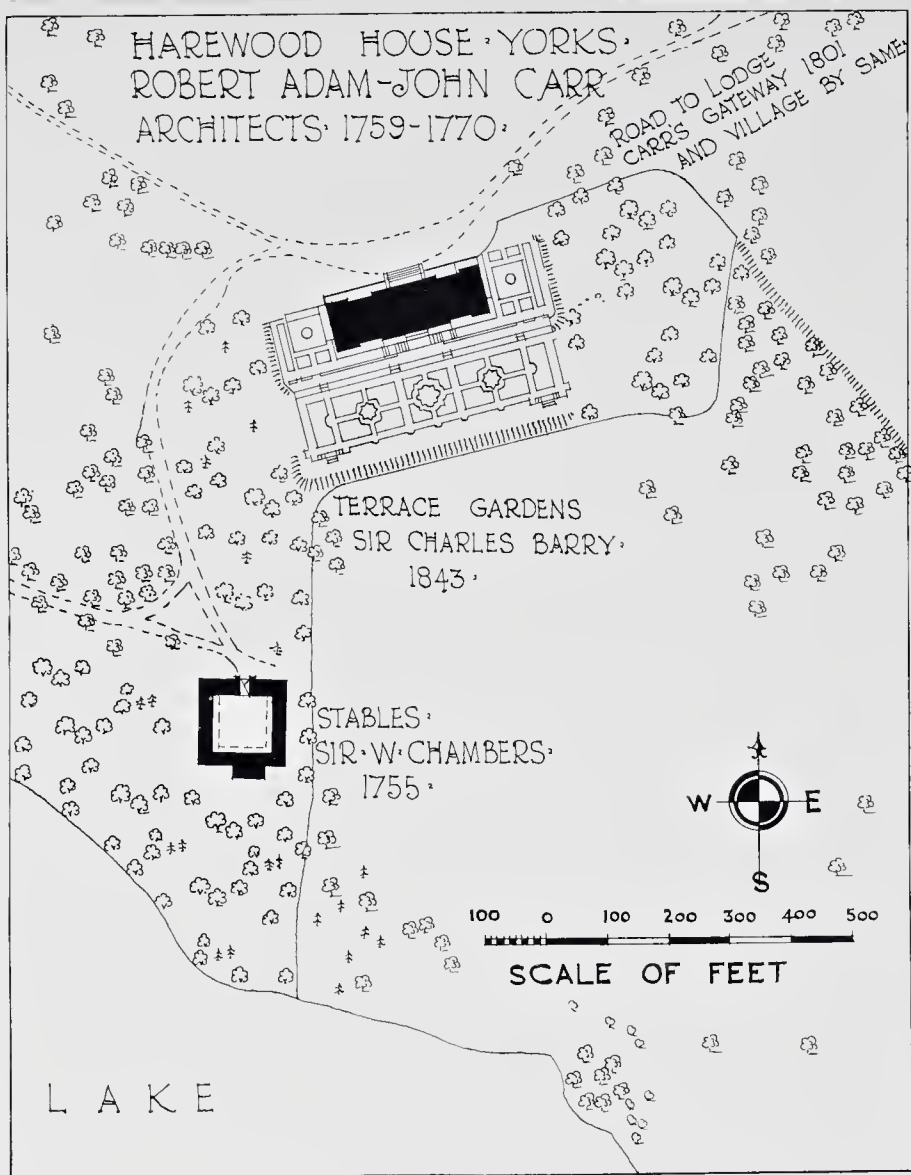 HAREWOOD HOUSE · YORKS ·
ROBERT ADAM-JOHN CARR
ARCHITECTS · 1759-1770 ·
ROAD TO LODGE
CARRS GATEWAY 1801
AND VILLAGE BY SAME.
TERRACE GARDENS
SIR CHARLES BARRY ·
1843 ·
STABLES ·
SIR · W · CHAMBERS ·
1755 ·
W E
S
100 0 100 200 300 400 500
SCALE OF FEET
LAKE